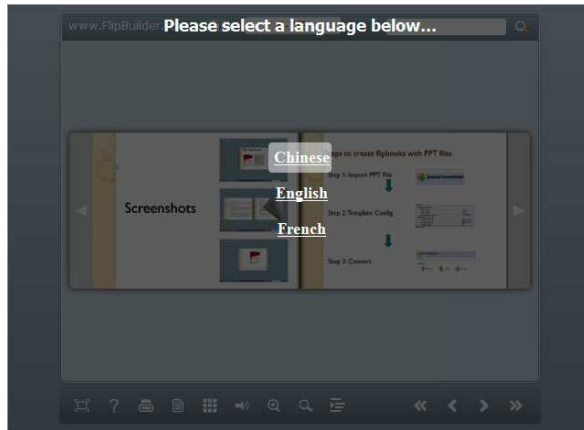 www.FlipBuilder.
Please select a language below...
Chinese
English
French
Screenshots
to create flipbooks with PPT files
Step 1: Import PPT File
Step 2: Template Config
Step 3: Convert